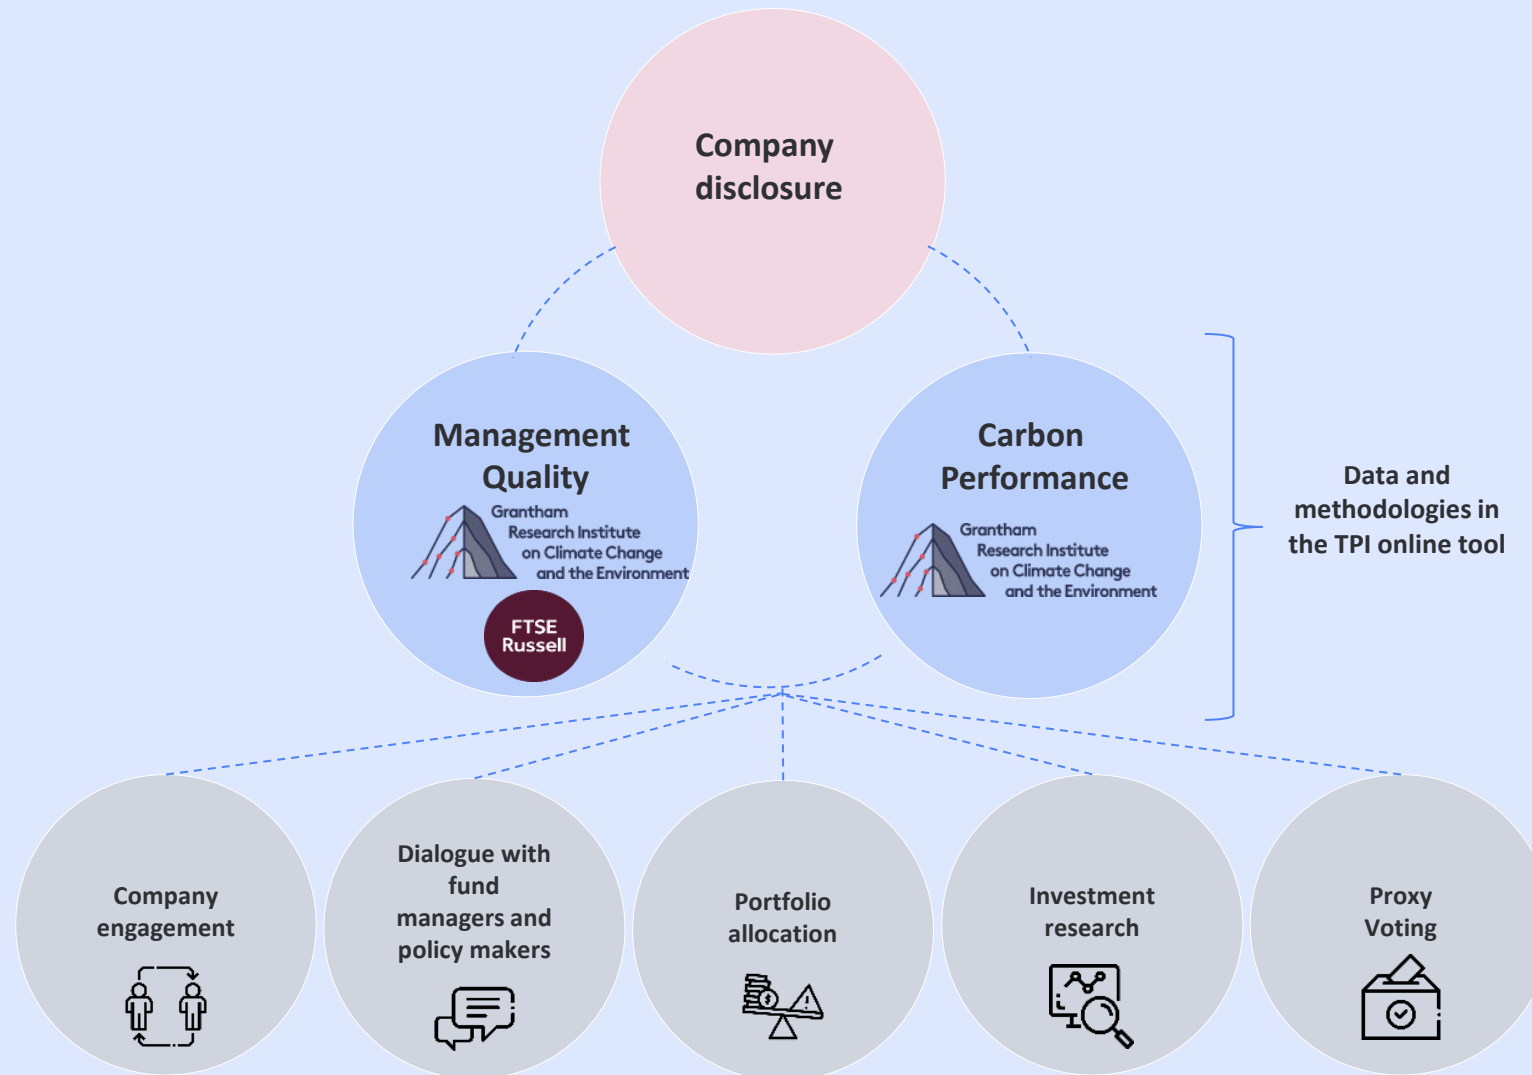 Company
disclosure
Management
Quality
Grantham
Research Institute
on Climate Change
and the Environment
FTSE
Russell
Carbon
Performance
Grantham
Research Institute
on Climate Change
and the Environment
Data and
methodologies in
the TPI online tool
Company
engagement
Dialogue with
fund
managers and
policy makers
Portfolio
allocation
Investment
research
Proxy
Voting